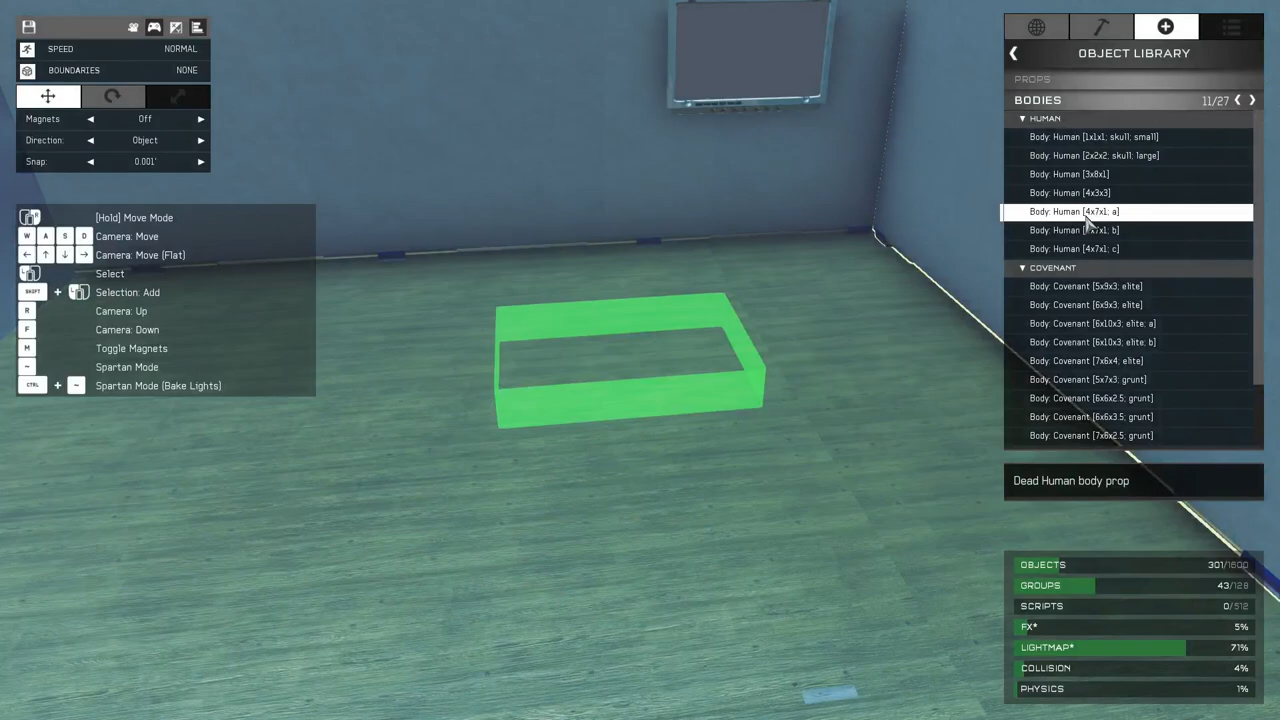 SPEED NORMAL
BOUNDARIES NONE
Magnets Off
Direction: Object
Snap: 0.001'
[Hold] Move Mode
W A S D Camera: Move
Camera: Move (Flat)
Select
SHIFT + Selection: Add
R Camera: Up
F Camera: Down
M Toggle Magnets
~ Spartan Mode
CTRL + ~ Spartan Mode (Bake Lights)
OBJECT LIBRARY
PROPS
BODIES 11/27
HUMAN
Body: Human [1x1x1; skull; small]
Body: Human [2x2x2; skull; large]
Body: Human [3x8x1]
Body: Human [4x3x3]
Body: Human [4x7x1; a]
Body: Human [4x7x1; b]
Body: Human [4x7x1; c]
COVENANT
Body: Covenant [5x9x3; elite]
Body: Covenant [6x9x3; elite]
Body: Covenant [6x10x3; elite; a]
Body: Covenant [6x10x3; elite; b]
Body: Covenant [7x6x4; elite]
Body: Covenant [5x7x3; grunt]
Body: Covenant [6x6x2.5; grunt]
Body: Covenant [6x6x3.5; grunt]
Body: Covenant [7x6x2.5; grunt]
Dead Human body prop
OBJECTS 301/1600
GROUPS 43/128
SCRIPTS 0/512
FX* 5%
LIGHTMAP* 71%
COLLISION 4%
PHYSICS 1%